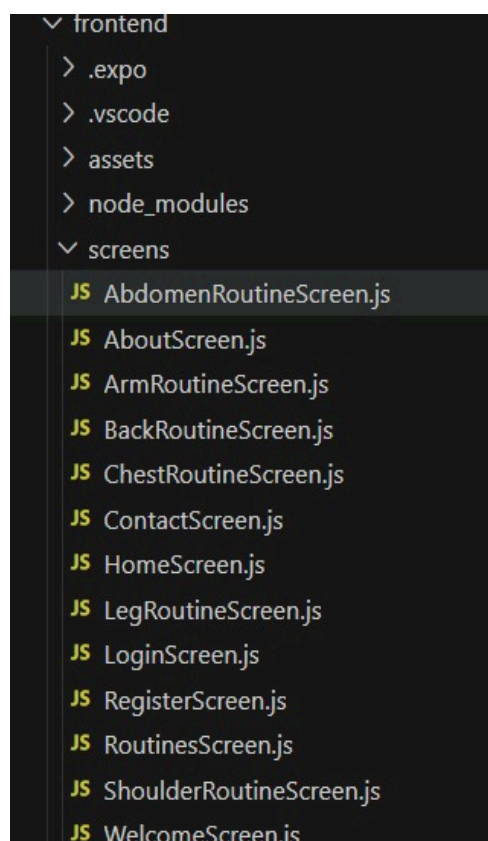 frontend
.expo
.vscode
assets
node_modules
screens
JS AbdomenRoutineScreen.js
JS AboutScreen.js
JS ArmRoutineScreen.js
JS BackRoutineScreen.js
JS ChestRoutineScreen.js
JS ContactScreen.js
JS HomeScreen.js
JS LegRoutineScreen.js
JS LoginScreen.js
JS RegisterScreen.js
JS RoutinesScreen.js
JS ShoulderRoutineScreen.js
JS WelcomeScreen.js